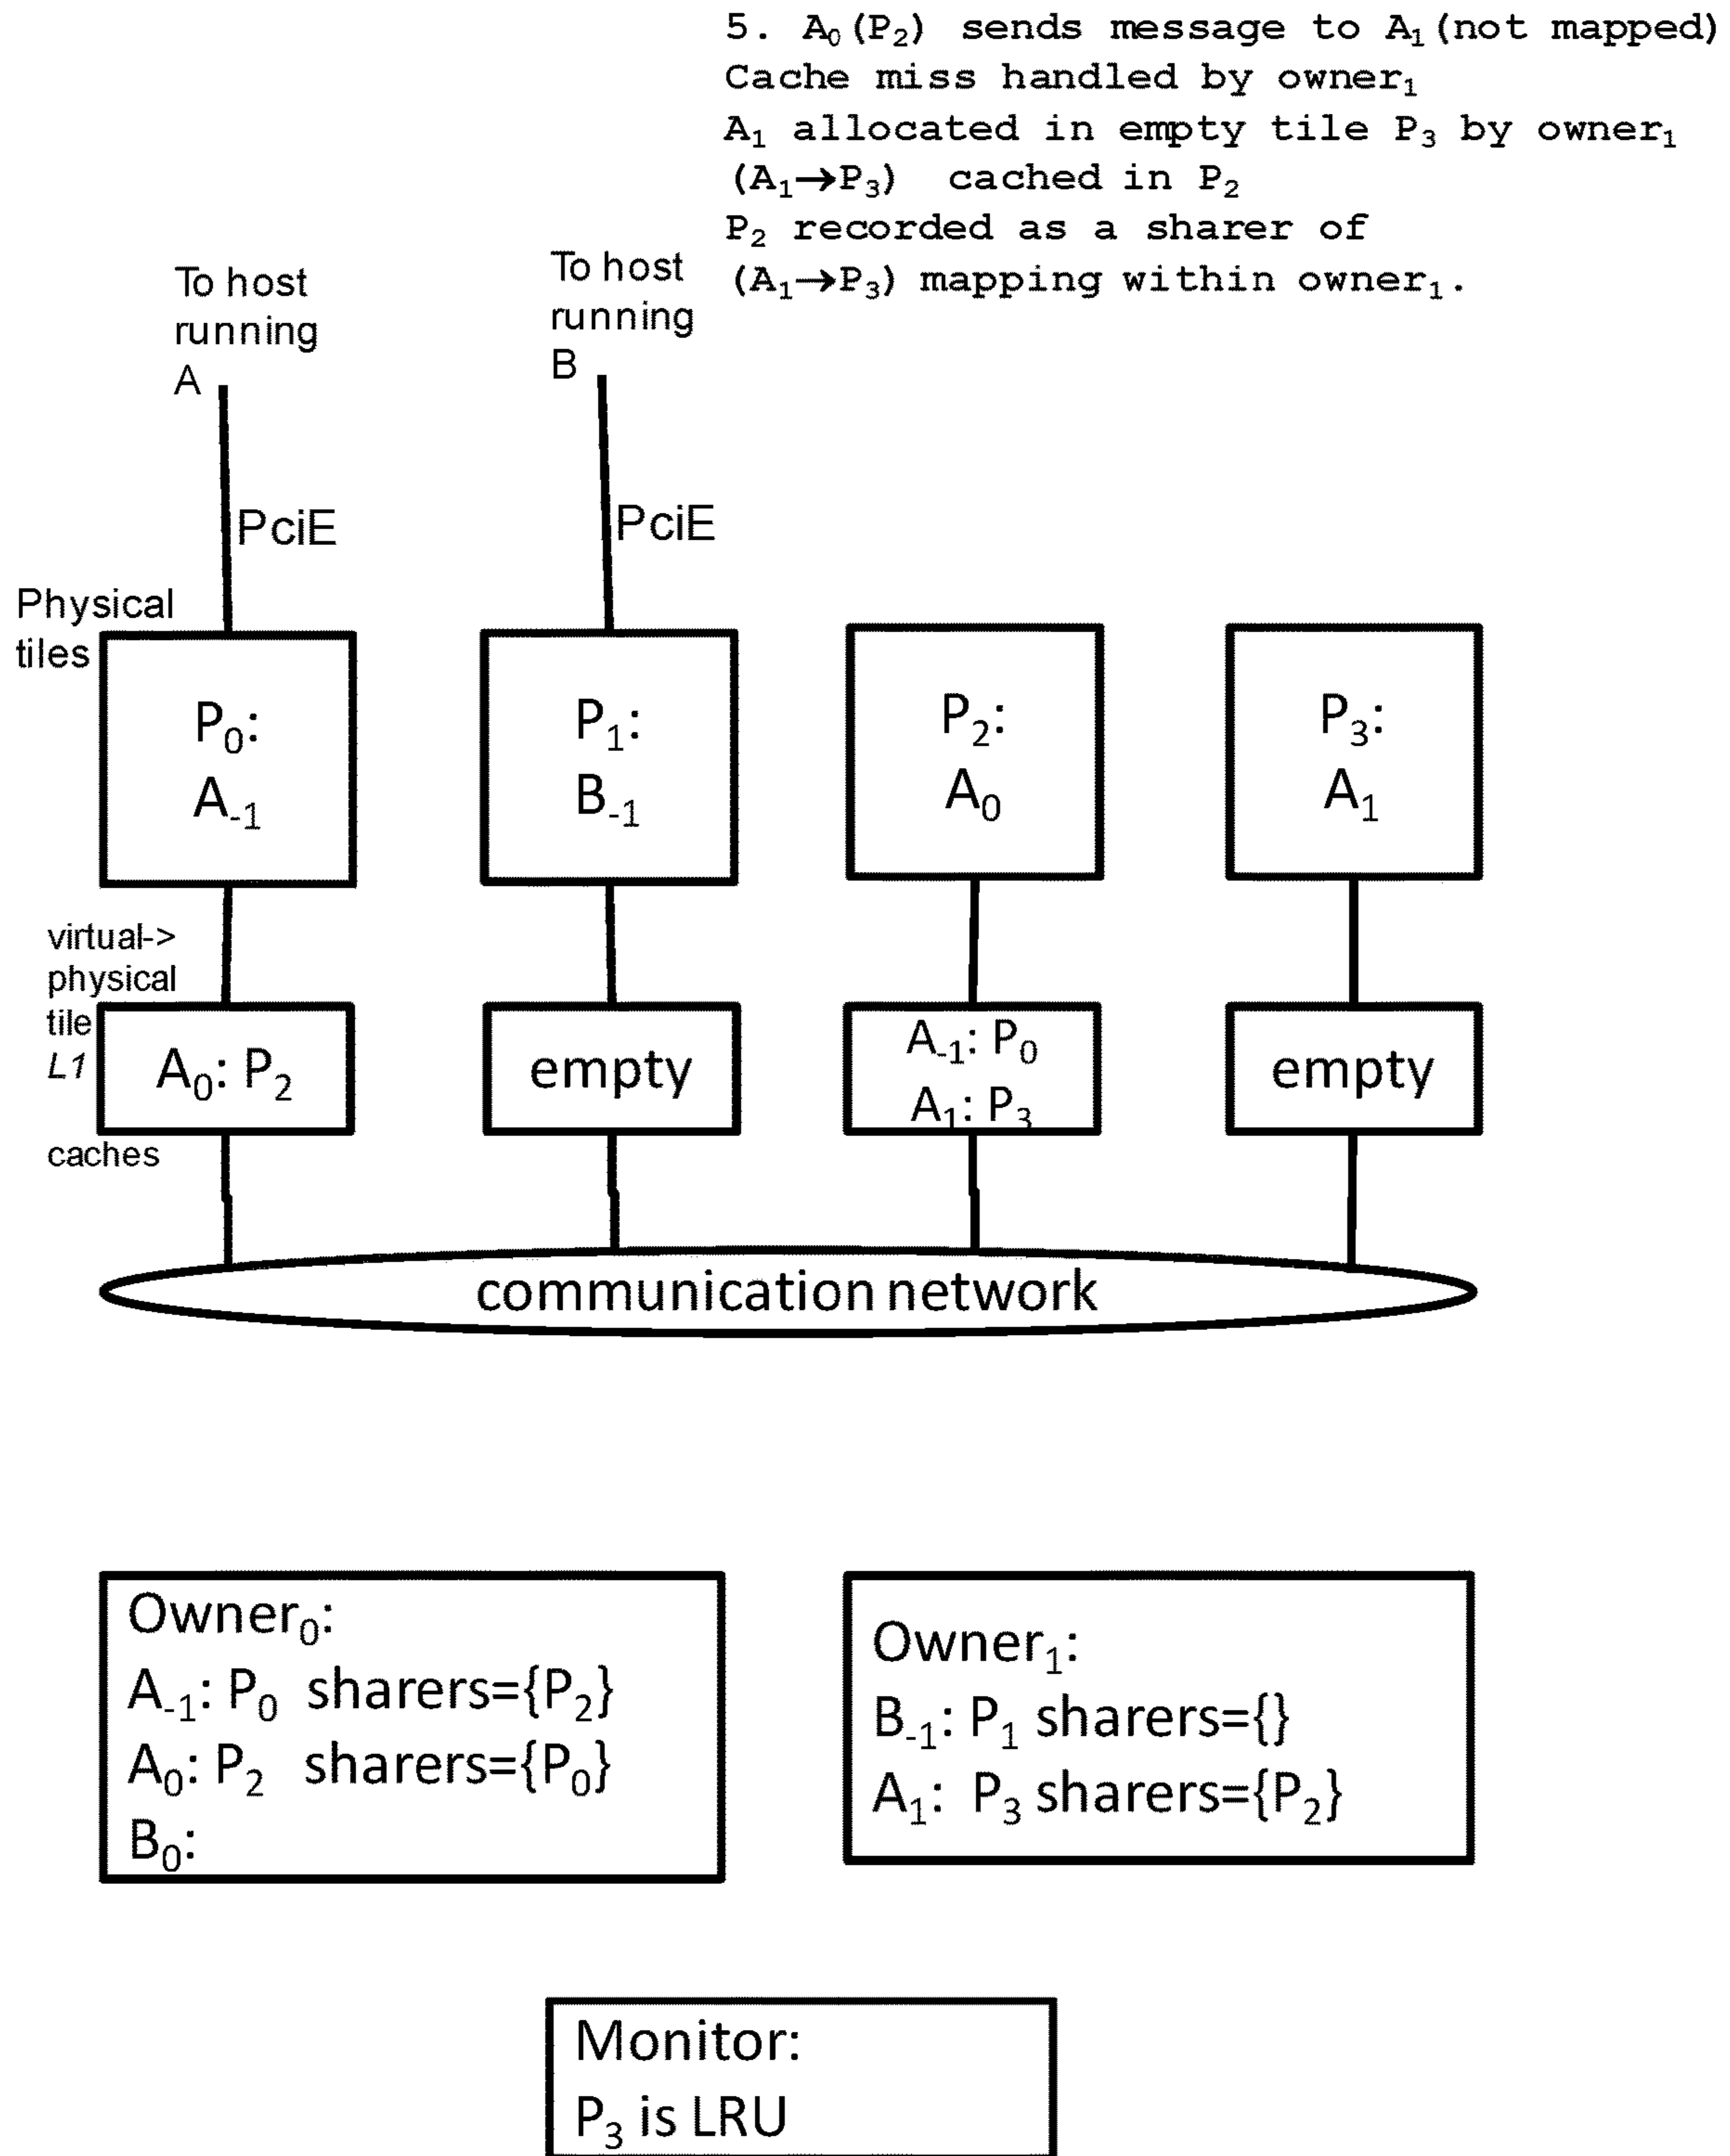 5. A₀(P₂) sends message to A₁(not mapped)
Cache miss handled by owner₁
A₁ allocated in empty tile P₃ by owner₁
(A₁→P₃) cached in P₂
P₂ recorded as a sharer of
(A₁→P₃) mapping within owner₁.
To host
running
A
To host
running
B
PciE
PciE
Physical
tiles
P₀:
A₋₁
P₁:
B₋₁
P₂:
A₀
P₃:
A₁
virtual->
physical
tile
L1
caches
A₀: P₂
empty
A₋₁: P₀
A₁: P₃
empty
communication network
Owner₀:
A₋₁: P₀ sharers={P₂}
A₀: P₂ sharers={P₀}
B₀:
Owner₁:
B₋₁: P₁ sharers={}
A₁: P₃ sharers={P₂}
Monitor:
P₃ is LRU